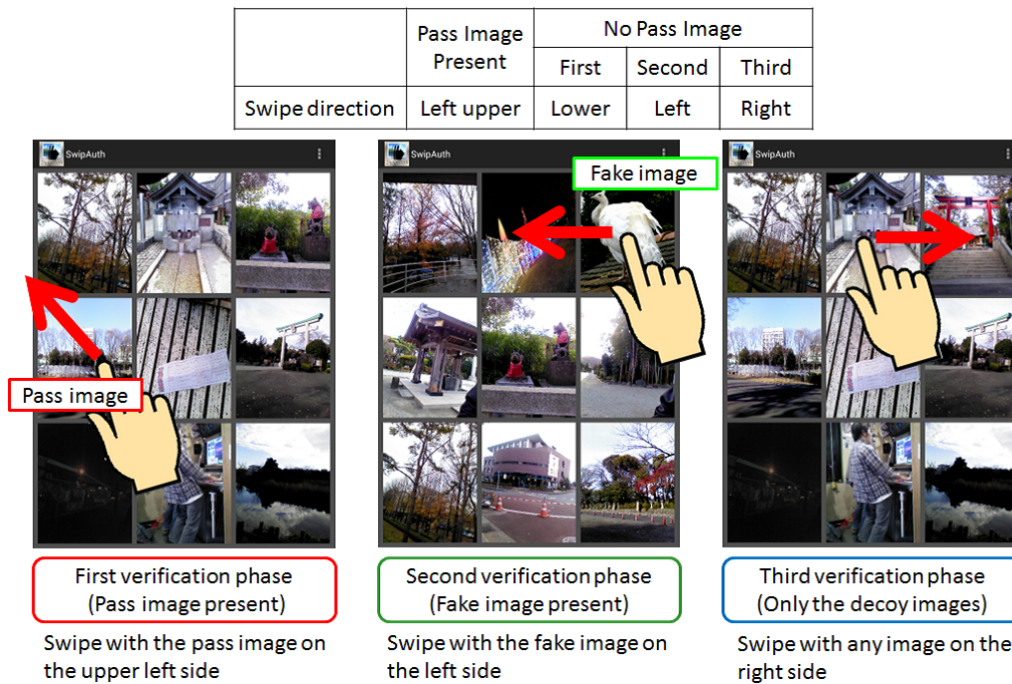 Pass Image Present
No Pass Image
First Second Third
Swipe direction Left upper Lower Left Right
SwipAuth
SwipAuth
SwipAuth
Fake image
Pass image
First verification phase
(Pass image present)
Second verification phase
(Fake image present)
Third verification phase
(Only the decoy images)
Swipe with the pass image on
the upper left side
Swipe with the fake image on
the left side
Swipe with any image on the
right side